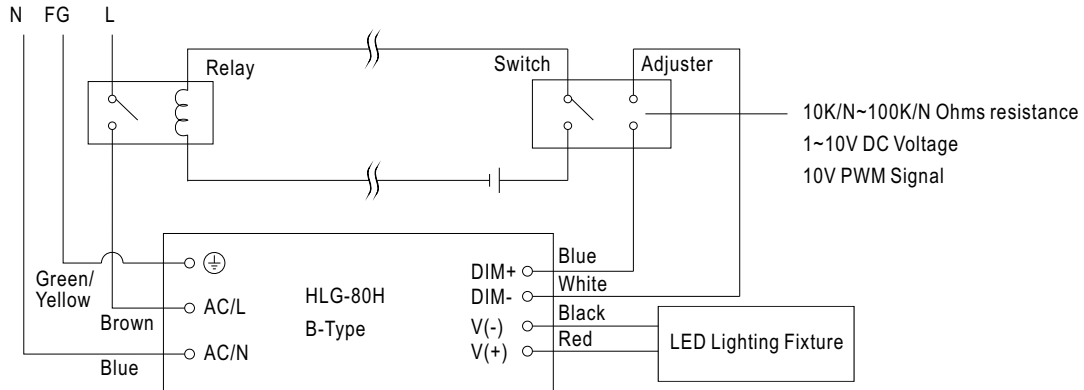 N FG L
Relay
Switch
Adjuster
10K/N~100K/N Ohms resistance
1~10V DC Voltage
10V PWM Signal
Green/
Yellow
Brown
Blue
AC/L
AC/N
HLG-80H
B-Type
DIM+
DIM-
V(-)
V(+)
Blue
White
Black
Red
LED Lighting Fixture